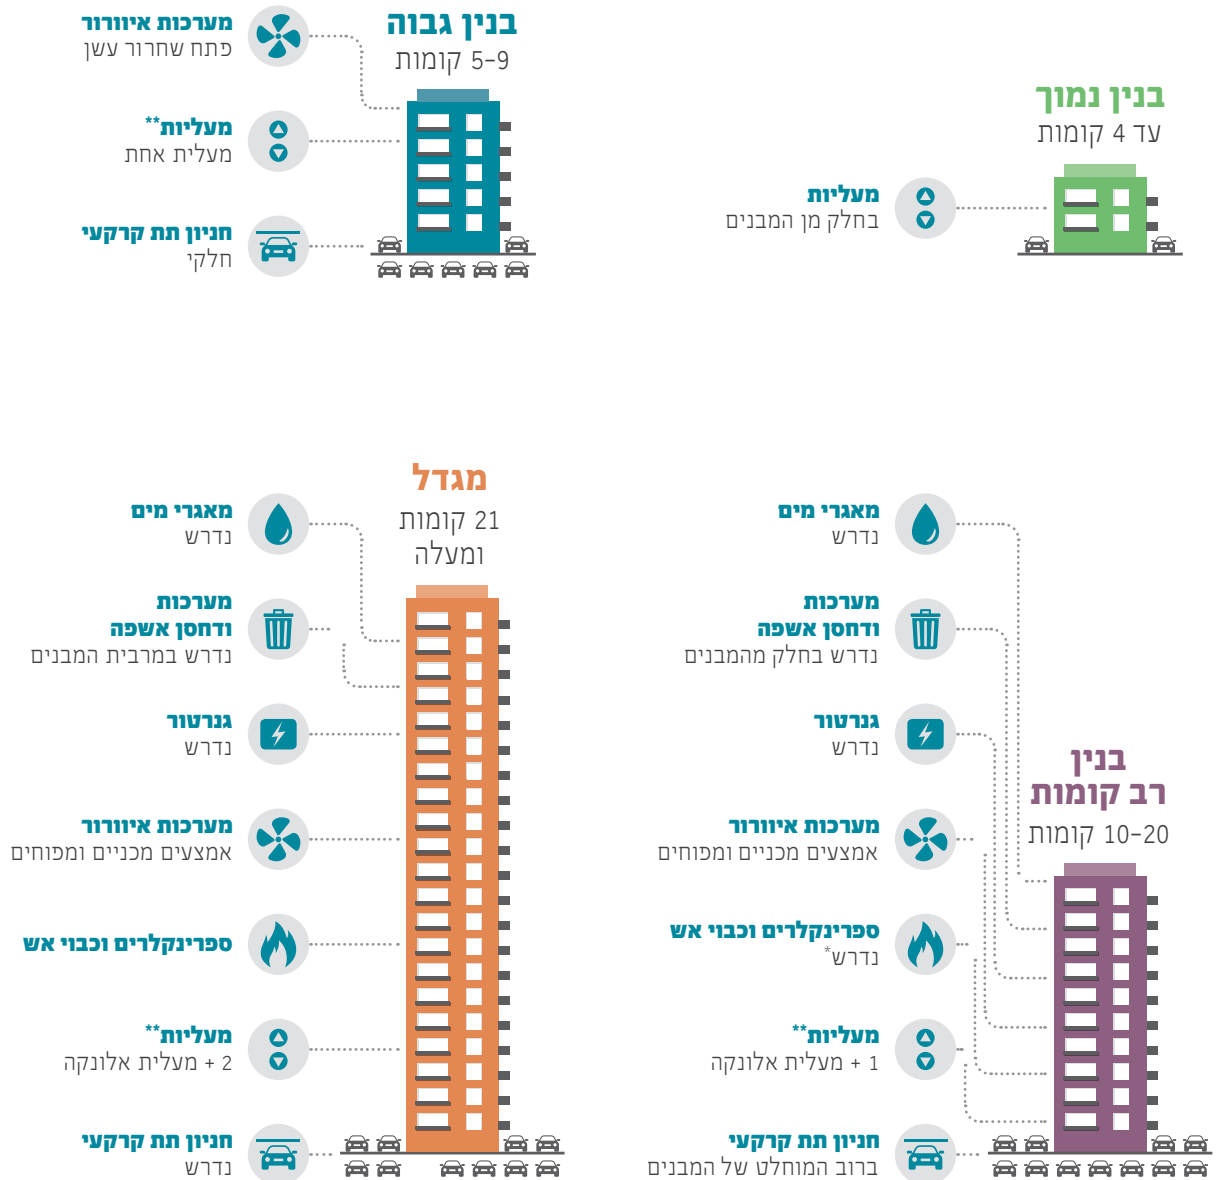 בנין נמוך
עד 4 קומות
מעליות
בחלק מן המבנים
בנין גבוה
5-9 קומות
מערכות איוורור
פתח שחרור עשן
מעליות**
מעלית אחת
חניון תת קרקעי
חלקי
בנין
רב קומות
10-20 קומות
מאגרי מים
נדרש
מערכות
ודחסן אשפה
נדרש בחלק מהמבנים
גנרטור
נדרש
מערכות איוורור
אמצעים מכניים ומפוחים
ספרינקלרים וכבוי אש
נדרש*
מעליות**
1 + מעלית אלונקה
חניון תת קרקעי
ברוב המוחלט של המבנים
מגדל
21 קומות
ומעלה
מאגרי מים
נדרש
מערכות
ודחסן אשפה
נדרש במרבית המבנים
גנרטור
נדרש
מערכות איוורור
אמצעים מכניים ומפוחים
ספרינקלרים וכבוי אש
מעליות**
2 + מעלית אלונקה
חניון תת קרקעי
נדרש